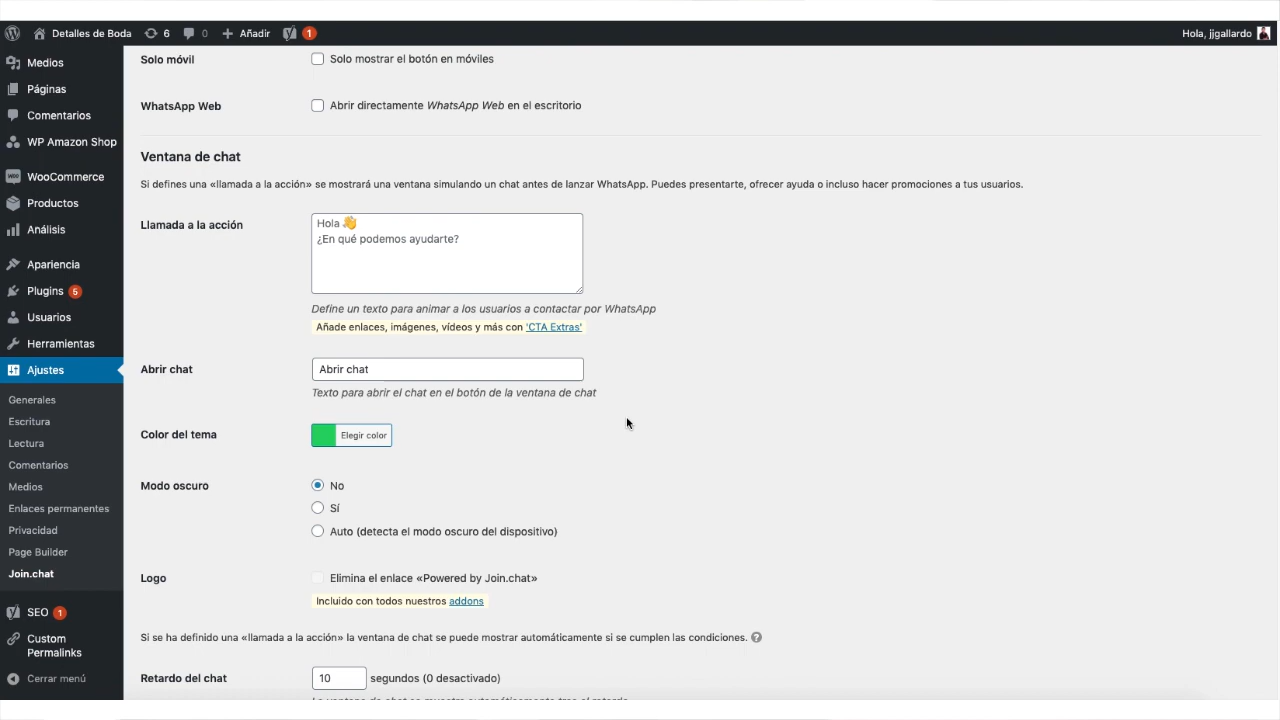 Detalles de Boda 6 0 Añadir 1 Hola, jjgallardo
Medios
Páginas
Comentarios
WP Amazon Shop
WooCommerce
Productos
Análisis
Apariencia
Plugins 5
Usuarios
Herramientas
Ajustes
Generales
Escritura
Lectura
Comentarios
Medios
Enlaces permanentes
Privacidad
Page Builder
Join.chat
SEO 1
Custom
Permalinks
Cerrar menú
Solo móvil Solo mostrar el botón en móviles
WhatsApp Web Abrir directamente WhatsApp Web en el escritorio
Ventana de chat
Si defines una «llamada a la acción» se mostrará una ventana simulando un chat antes de lanzar WhatsApp. Puedes presentarte, ofrecer ayuda o incluso hacer promociones a tus usuarios.
Llamada a la acción Hola 👋
¿En qué podemos ayudarte?
Define un texto para animar a los usuarios a contactar por WhatsApp
Añade enlaces, imágenes, vídeos y más con 'CTA Extras'
Abrir chat Abrir chat
Texto para abrir el chat en el botón de la ventana de chat
Color del tema Elegir color
Modo oscuro No
Sí
Auto (detecta el modo oscuro del dispositivo)
Logo Elimina el enlace «Powered by Join.chat»
Incluido con todos nuestros addons
Si se ha definido una «llamada a la acción» la ventana de chat se puede mostrar automáticamente si se cumplen las condiciones. ?
Retardo del chat 10 segundos (0 desactivado)